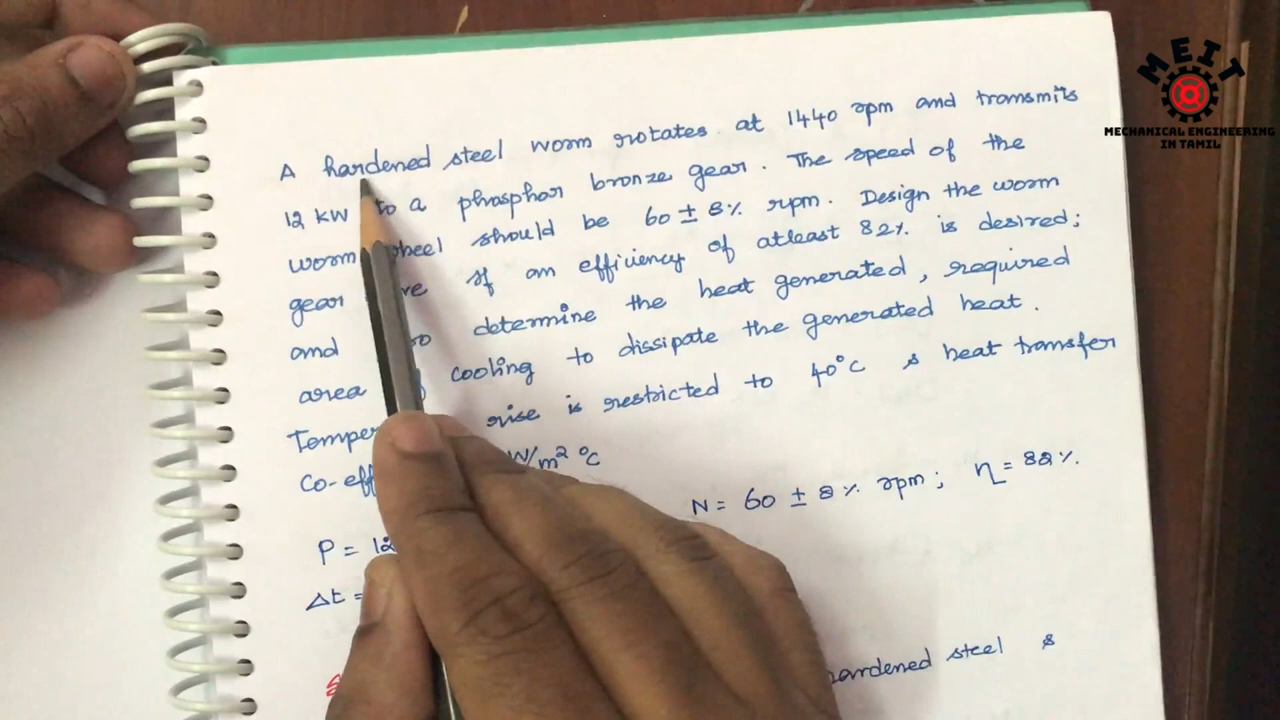 A hardened steel worm rotates at 1440 rpm and transmits
12 kW to a phasphor bronze gear. The speed of the
worm wheel should be 60 ± 8% rpm. Design the worm
gear if an efficiency of atleast 82% is desired;
and determine the heat generated, required
area cooling to dissipate the generated heat.
Temper rise is restricted to 40°C & heat transfer
Co-eff W/m² °C
P = 12 N = 60 ± 8% rpm; η = 82%.
Δt =
hardened steel &
MEIT
MECHANICAL ENGINEERING
IN TAMIL